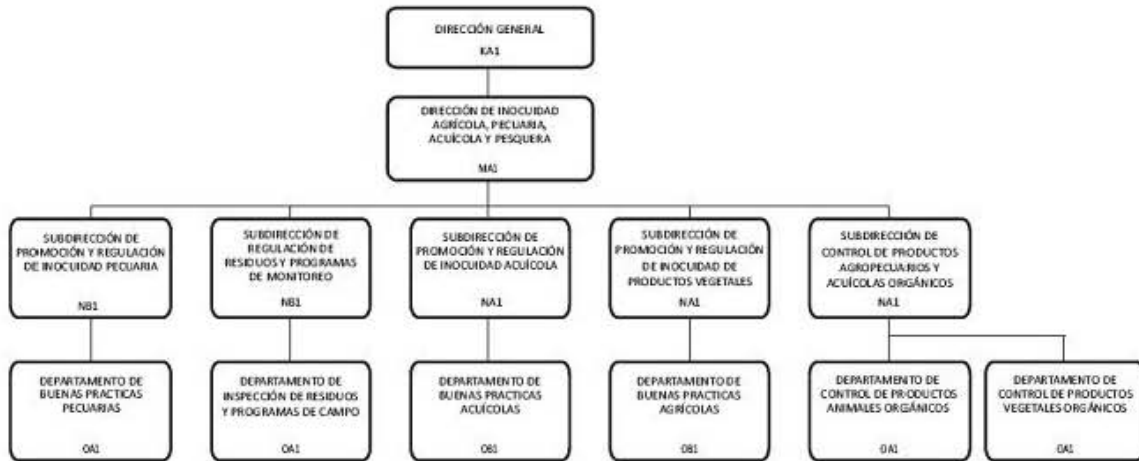 DIRECCIÓN GENERAL
KA1
DIRECCIÓN DE INOCUIDAD
AGRÍCOLA, PECUARIA,
ACUÍCOLA Y PESQUERA
MA1
SUBDIRECCIÓN DE
PROMOCIÓN Y REGULACIÓN
DE INOCUIDAD PECUARIA
NB1
SUBDIRECCIÓN DE
REGULACIÓN DE
RESIDUOS Y PROGRAMAS
DE MONITOREO
NB1
SUBDIRECCIÓN DE
PROMOCIÓN Y REGULACIÓN
DE INOCUIDAD ACUÍCOLA
NA1
SUBDIRECCIÓN DE
PROMOCIÓN Y REGULACIÓN
DE INOCUIDAD DE
PRODUCTOS VEGETALES
NA1
SUBDIRECCIÓN DE
CONTROL DE PRODUCTOS
AGROPECUARIOS Y
ACUÍCOLAS ORGÁNICOS
NA1
DEPARTAMENTO DE
BUENAS PRACTICAS
PECUARIAS
OA1
DEPARTAMENTO DE
INSPECCIÓN DE RESIDUOS
Y PROGRAMAS DE CAMPO
OA1
DEPARTAMENTO DE
BUENAS PRACTICAS
ACUÍCOLAS
OB1
DEPARTAMENTO DE
BUENAS PRACTICAS
AGRÍCOLAS
OB1
DEPARTAMENTO DE
CONTROL DE PRODUCTOS
ANIMALES ORGÁNICOS
OA1
DEPARTAMENTO DE
CONTROL DE PRODUCTOS
VEGETALES ORGÁNICOS
OA1